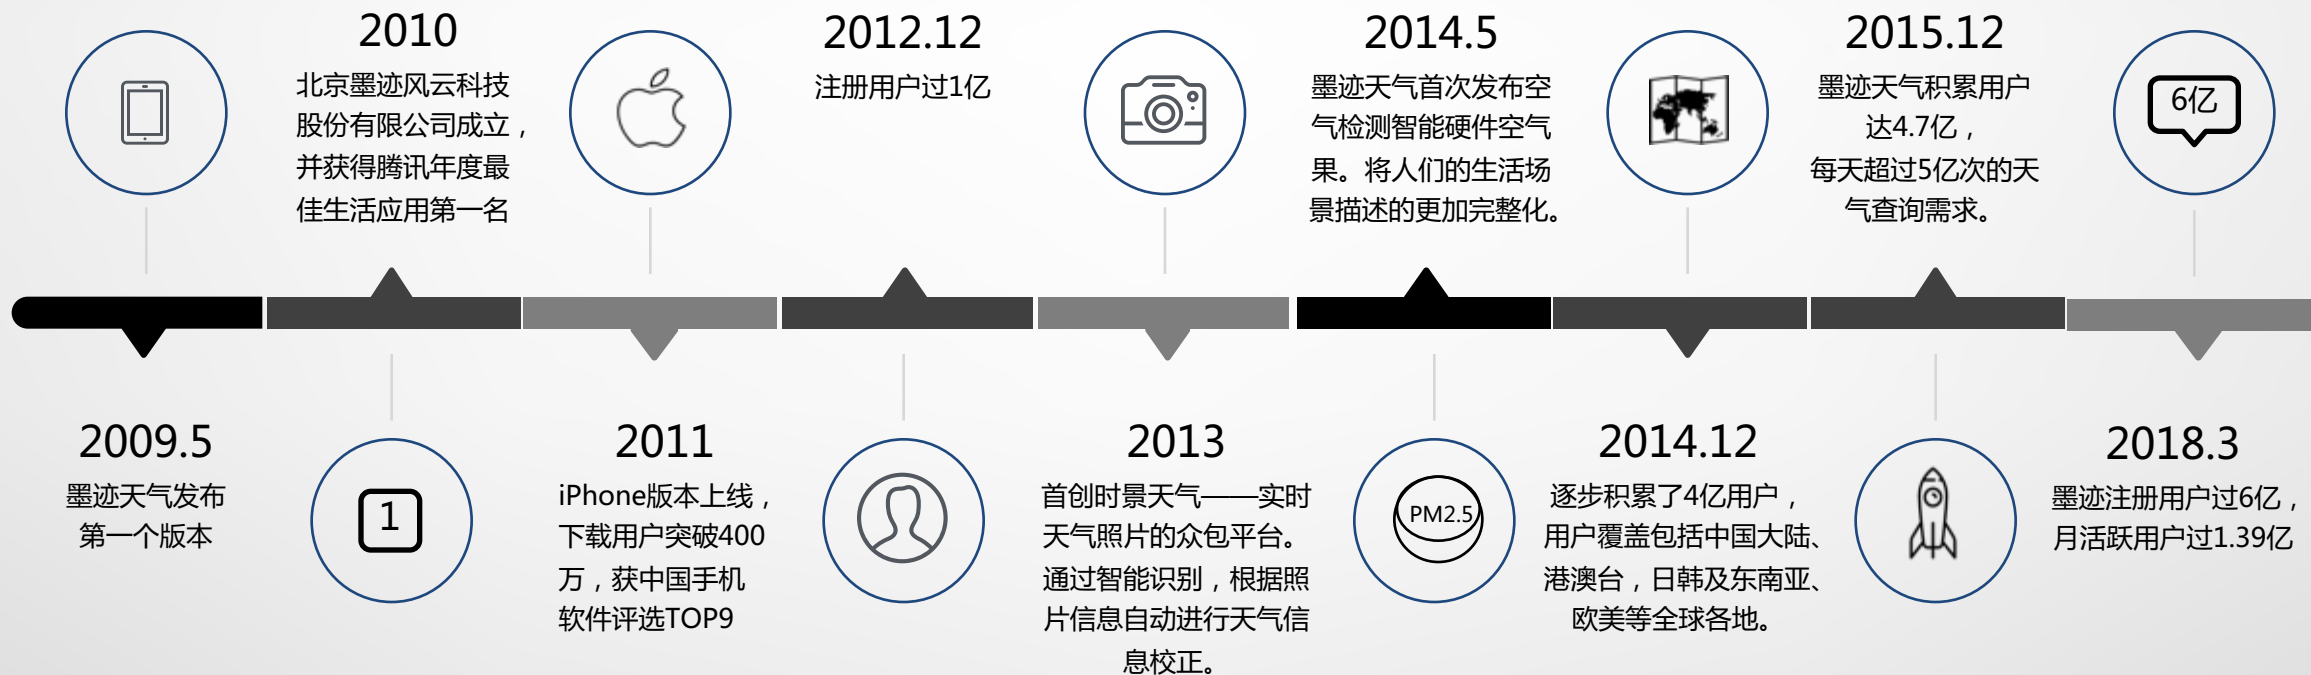 2009.5
墨迹天气发布
第一个版本
2010
北京墨迹风云科技
股份有限公司成立，
并获得腾讯年度最
佳生活应用第一名
1
2011
iPhone版本上线，
下载用户突破400
万，获中国手机
软件评选TOP9
2012.12
注册用户过1亿
2013
首创时景天气——实时
天气照片的众包平台。
通过智能识别，根据照
片信息自动进行天气信
息校正。
2014.5
墨迹天气首次发布空
气检测智能硬件空气
果。将人们的生活场
景描述的更加完整化。
PM2.5
2014.12
逐步积累了4亿用户，
用户覆盖包括中国大陆、
港澳台，日韩及东南亚、
欧美等全球各地。
2015.12
墨迹天气积累用户
达4.7亿，
每天超过5亿次的天
气查询需求。
6亿
2018.3
墨迹注册用户过6亿，
月活跃用户过1.39亿